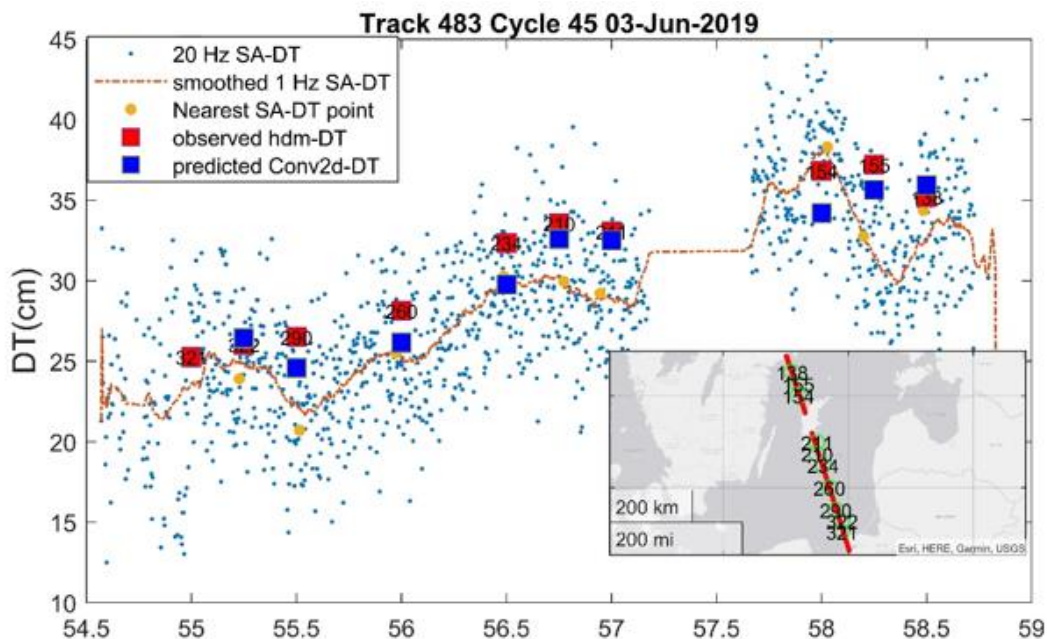 Track 483 Cycle 45 03-Jun-2019
45
40
35
30
25
20
15
10
DT(cm)
20 Hz SA-DT
smoothed 1 Hz SA-DT
Nearest SA-DT point
observed hdm-DT
predicted Conv2d-DT
321
322
290
260
234
210
211
154
155
138
138
155
154
211
210
234
260
290
322
321
200 km
200 mi
Esri, HERE, Garmin, USGS
54.5 55 55.5 56 56.5 57 57.5 58 58.5 59